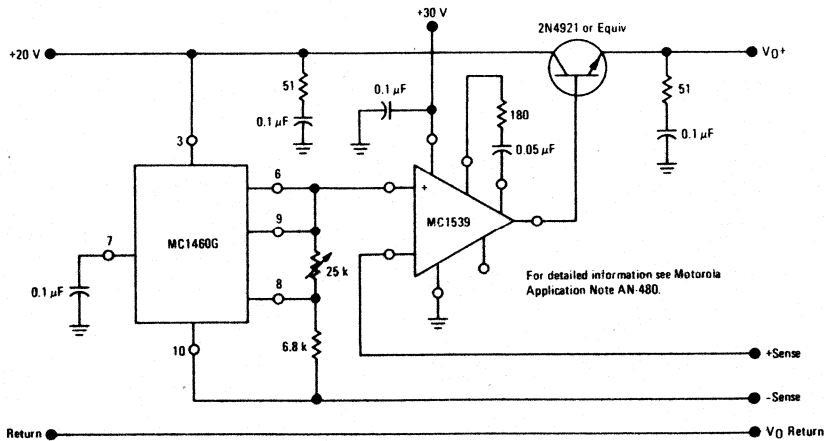 +30 V
2N4921 or Equiv
+20 V
VO+
51
0.1 µF
0.1 µF
180
0.05 µF
51
0.1 µF
3
6
+
MC1539
MC1460G
9
7
25 k
8
For detailed information see Motorola
Application Note AN-480.
0.1 µF
10
6.8 k
+Sense
-Sense
Return
VO Return